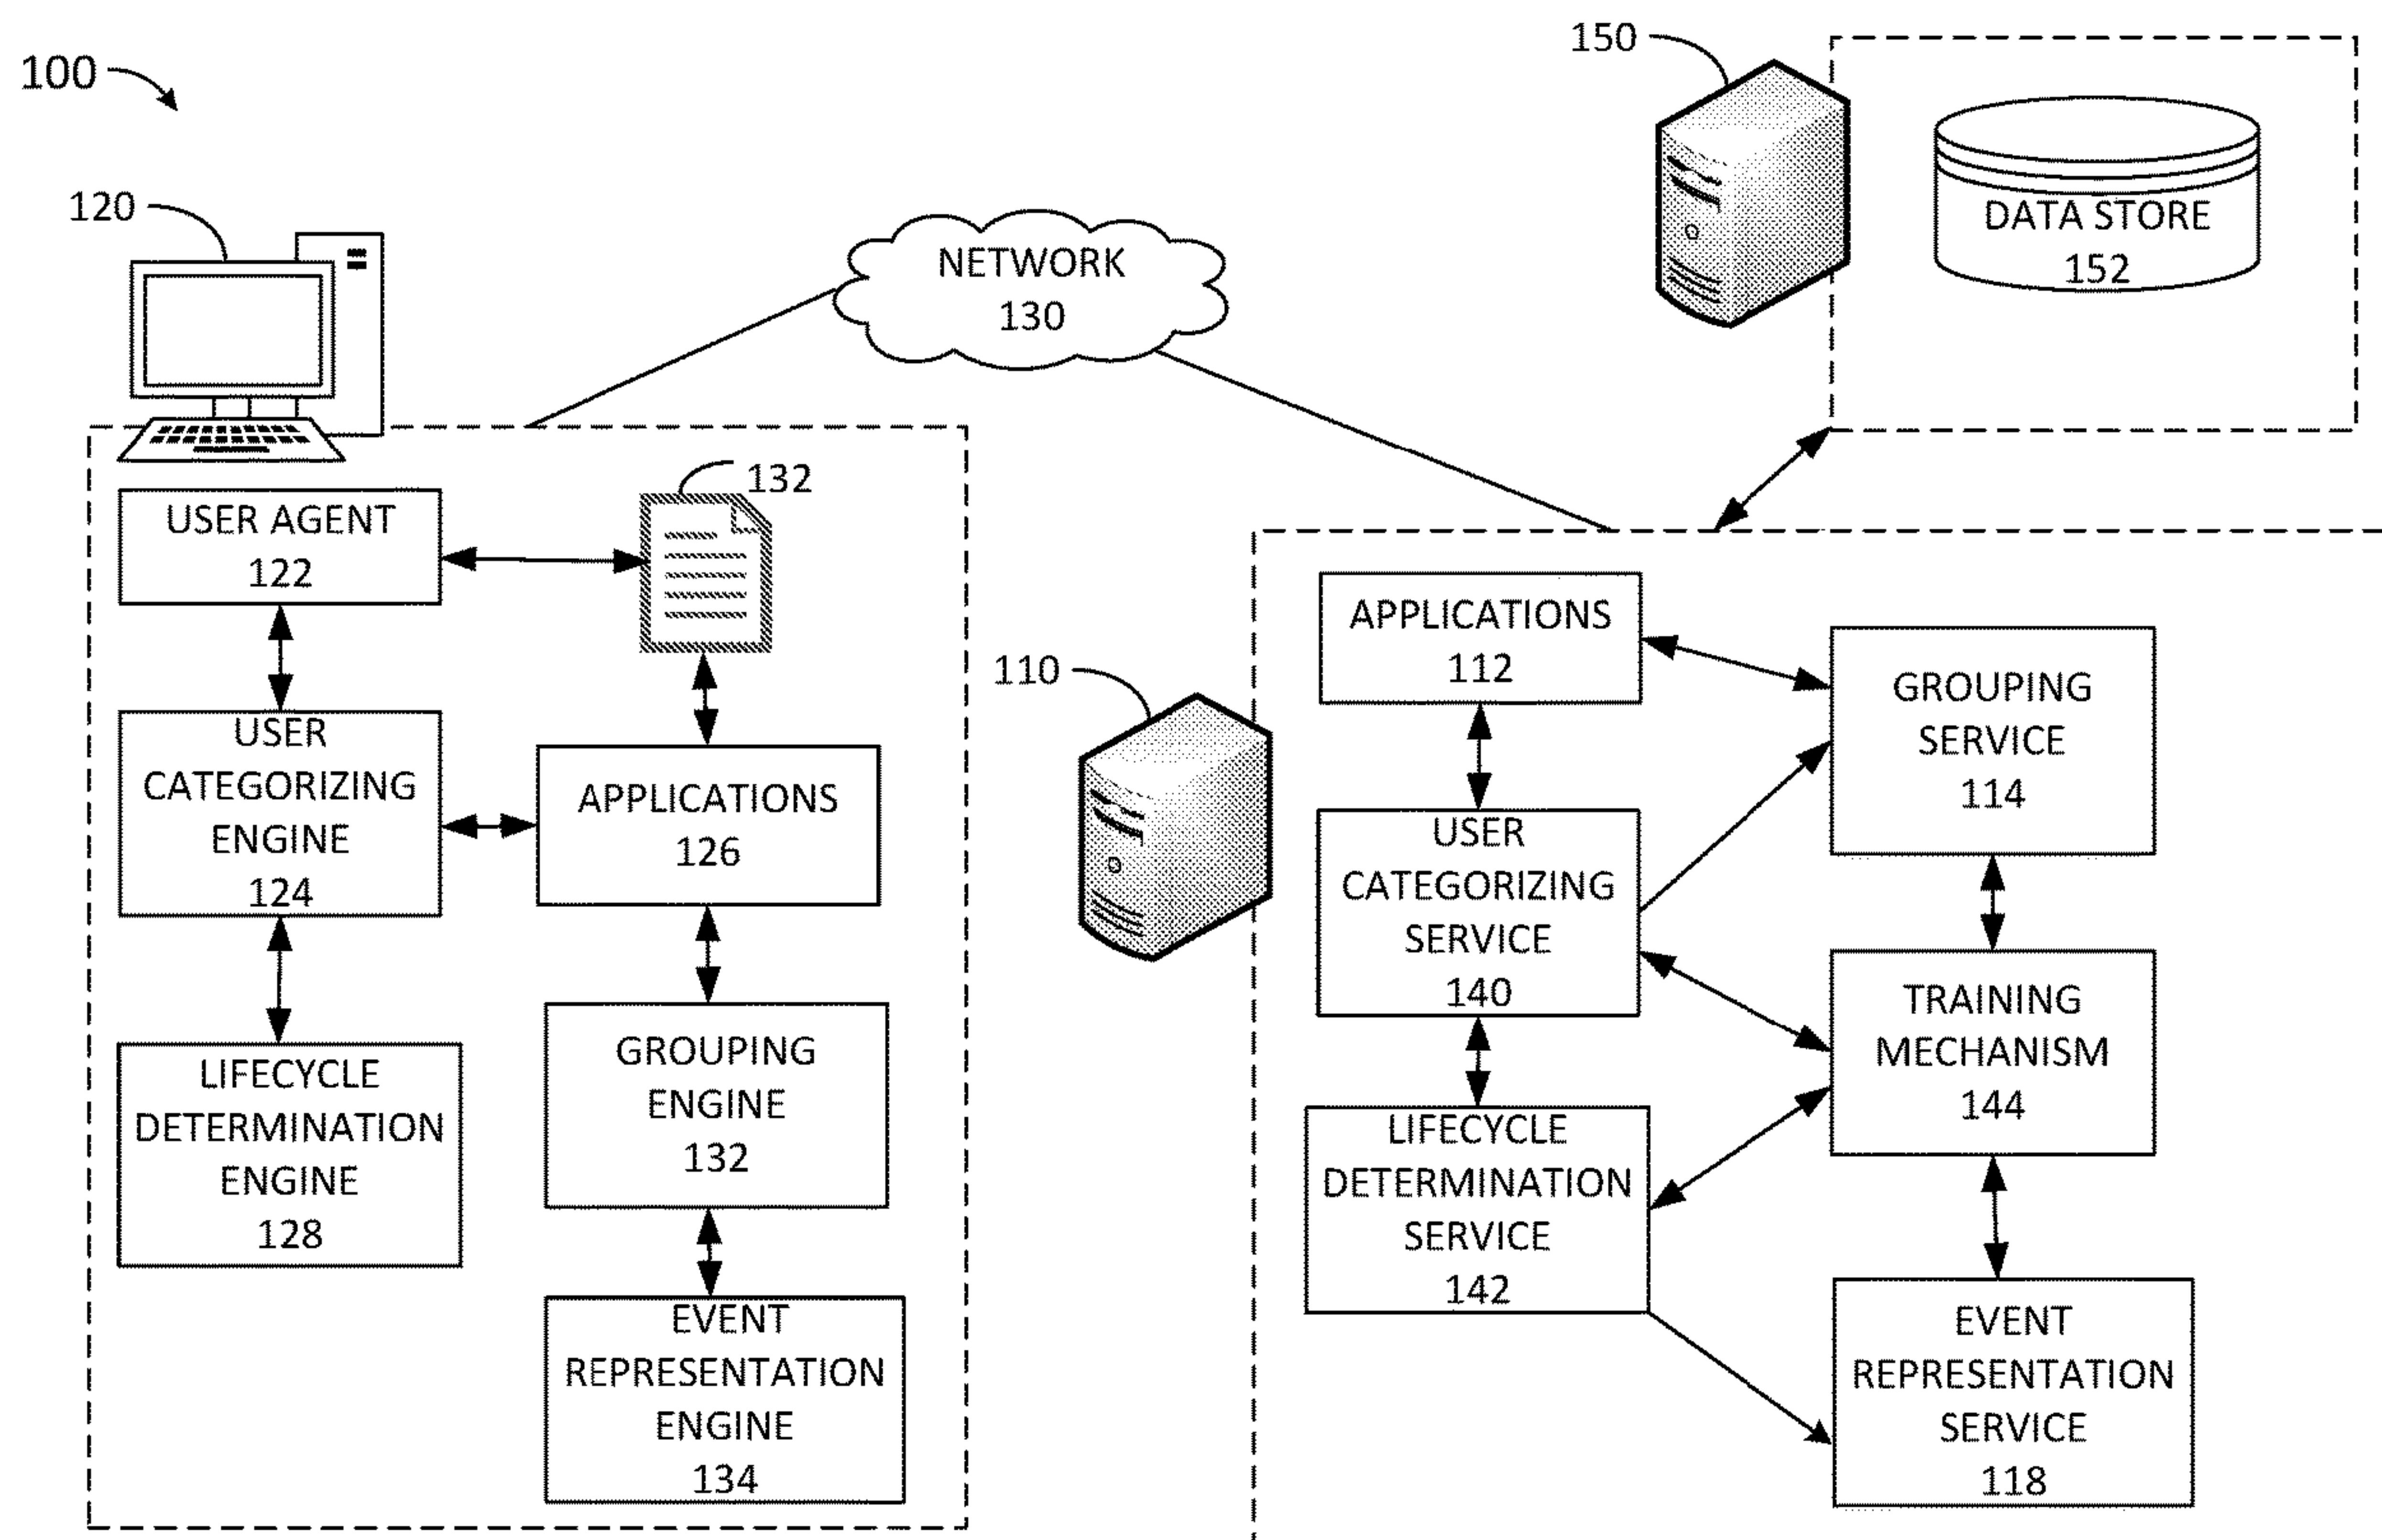 100
150
DATA STORE
152
120
NETWORK
130
132
USER AGENT
122
APPLICATIONS
112
110
GROUPING
SERVICE
114
USER
CATEGORIZING
ENGINE
124
APPLICATIONS
126
USER
CATEGORIZING
SERVICE
140
TRAINING
MECHANISM
144
LIFECYCLE
DETERMINATION
ENGINE
128
GROUPING
ENGINE
132
LIFECYCLE
DETERMINATION
SERVICE
142
EVENT
REPRESENTATION
ENGINE
134
EVENT
REPRESENTATION
SERVICE
118